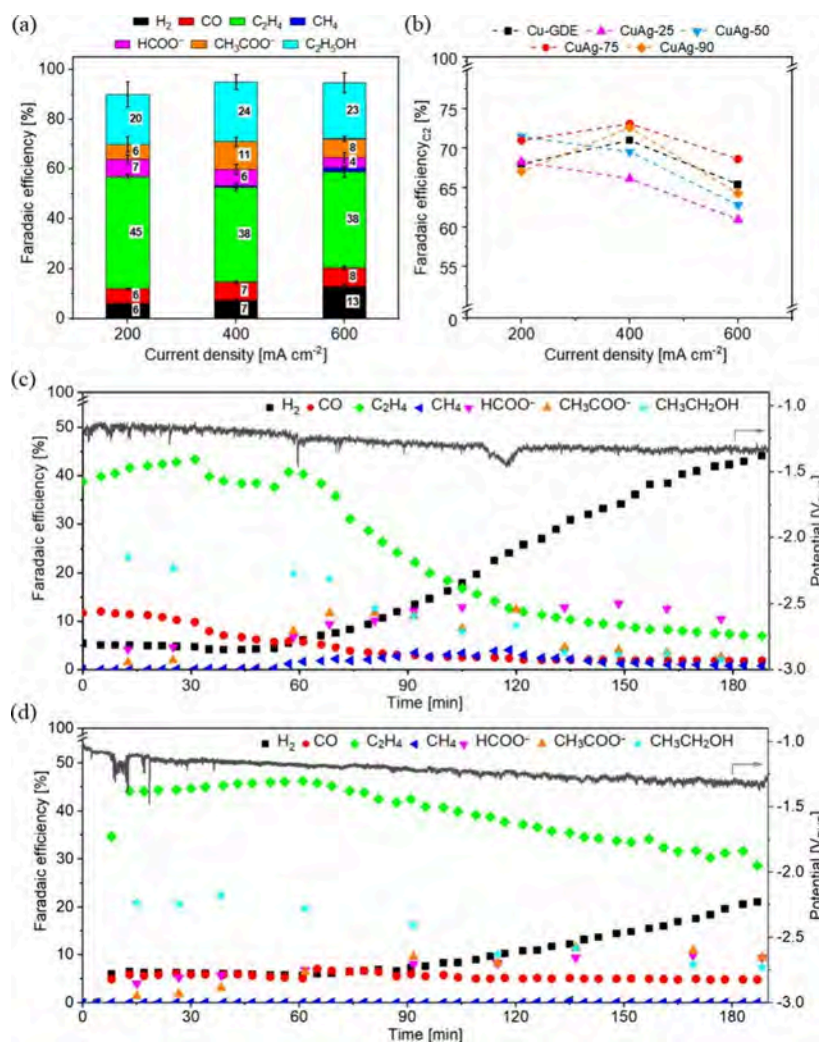 (a)
H₂ CO C₂H₄ CH₄
HCOO⁻ CH₃COO⁻ C₂H₅OH
Faradaic efficiency [%]
100
80
60
40
20
0
20
6
7
45
6
6
24
11
6
38
7
7
23
8
4
38
8
13
200 400 600
Current density [mA cm⁻²]
(b)
Cu-GDE CuAg-25 CuAg-50
CuAg-75 CuAg-90
Faradaic efficiency_C2 [%]
100
75
70
65
60
55
0
200 400 600
Current density [mA cm⁻²]
(c)
H₂ CO C₂H₄ CH₄ HCOO⁻ CH₃COO⁻ CH₃CH₂OH
Faradaic efficiency [%]
100
50
40
30
20
10
0
-1.0
-1.5
-2.0
-2.5
-3.0
Potential
0 30 60 90 120 150 180
Time [min]
(d)
H₂ CO C₂H₄ CH₄ HCOO⁻ CH₃COO⁻ CH₃CH₂OH
Faradaic efficiency [%]
100
50
40
30
20
10
0
-1.0
-1.5
-2.0
-2.5
-3.0
Potential
0 30 60 90 120 150 180
Time [min]